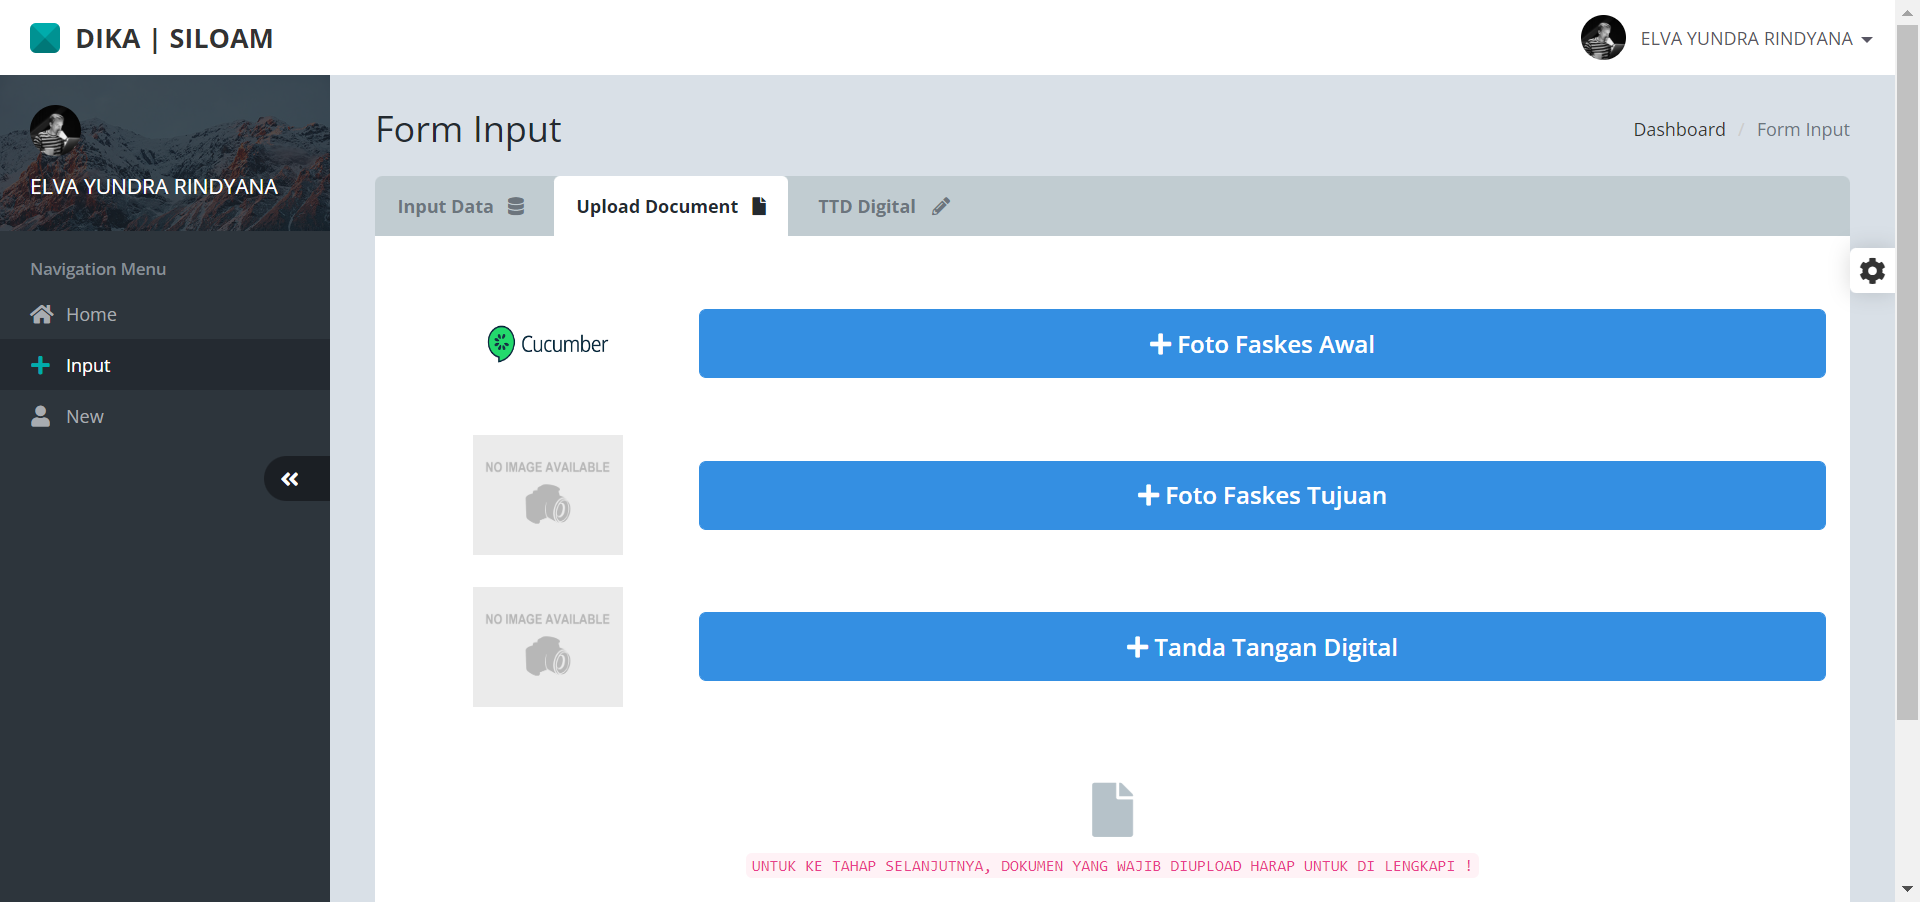 DIKA | SILOAM
ELVA YUNDRA RINDYANA
ELVA YUNDRA RINDYANA
Navigation Menu
Home
Input
New
Form Input
Dashboard / Form Input
Input Data
Upload Document
TTD Digital
Cucumber
Foto Faskes Awal
NO IMAGE AVAILABLE
Foto Faskes Tujuan
NO IMAGE AVAILABLE
Tanda Tangan Digital
UNTUK KE TAHAP SELANJUTNYA, DOKUMEN YANG WAJIB DIUPLOAD HARAP UNTUK DI LENGKAPI !